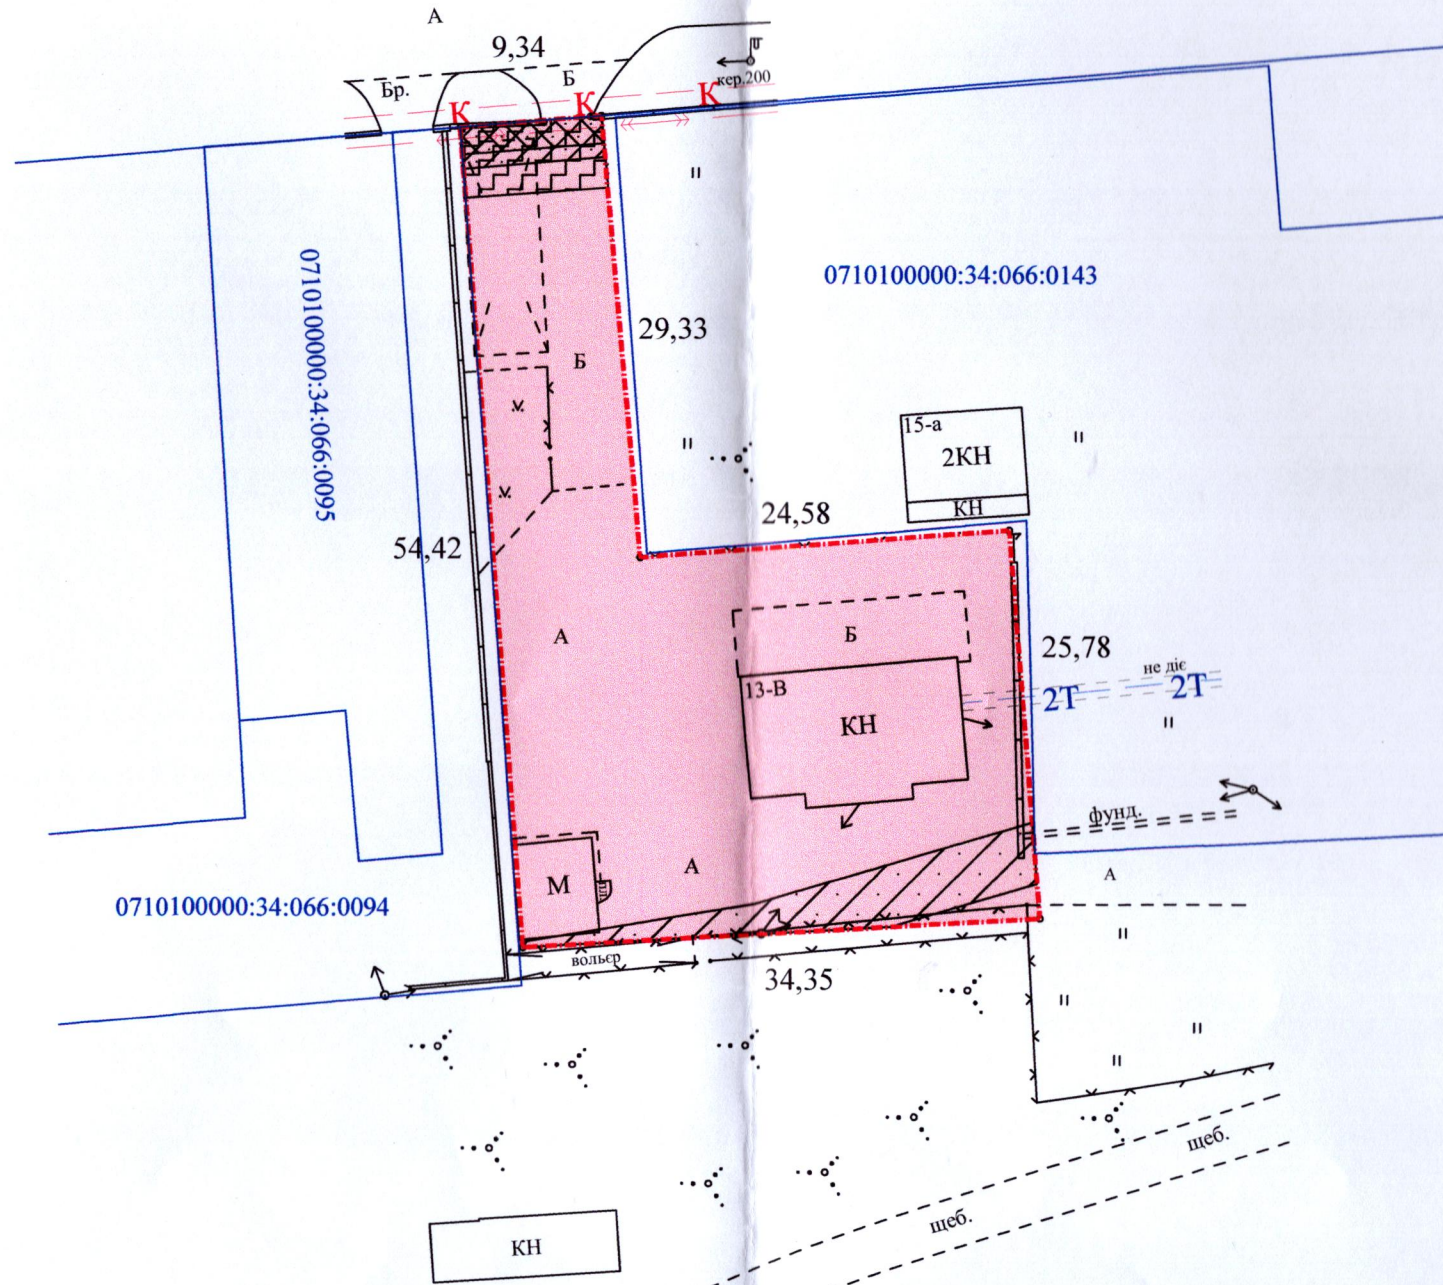 А
9,34
Бр.
Б
кер.200
К
К
К
II
0710100000:34:066:0143
0710100000:34:066:0095
29,33
Б
15-а
2КН
КН
II
II
24,58
54,42
А
Б
25,78
не діє
13-В
2Т
2Т
КН
II
фунд.
М
А
А
0710100000:34:066:0094
II
вольєр
34,35
II
II
II
щеб.
щеб.
КН